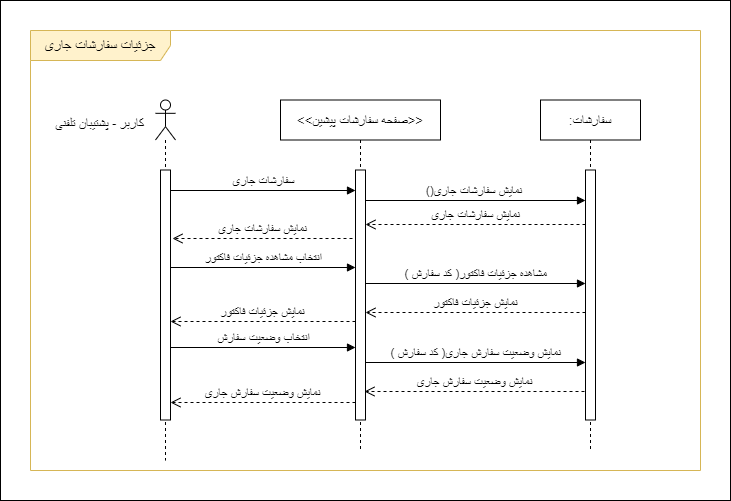 جزئیات سفارشات جاری
کاربر - پشتیبان تلفنی
<<صفحه سفارشات پیشین>>
سفارشات:
سفارشات جاری
نمایش سفارشات جاری()
نمایش سفارشات جاری
نمایش سفارشات جاری
انتخاب مشاهده جزئیات فاکتور
مشاهده جزئیات فاکتور( کد سفارش )
نمایش جزئیات فاکتور
نمایش جزئیات فاکتور
انتخاب وضعیت سفارش
نمایش وضعیت سفارش جاری( کد سفارش )
نمایش وضعیت سفارش جاری
نمایش وضعیت سفارش جاری